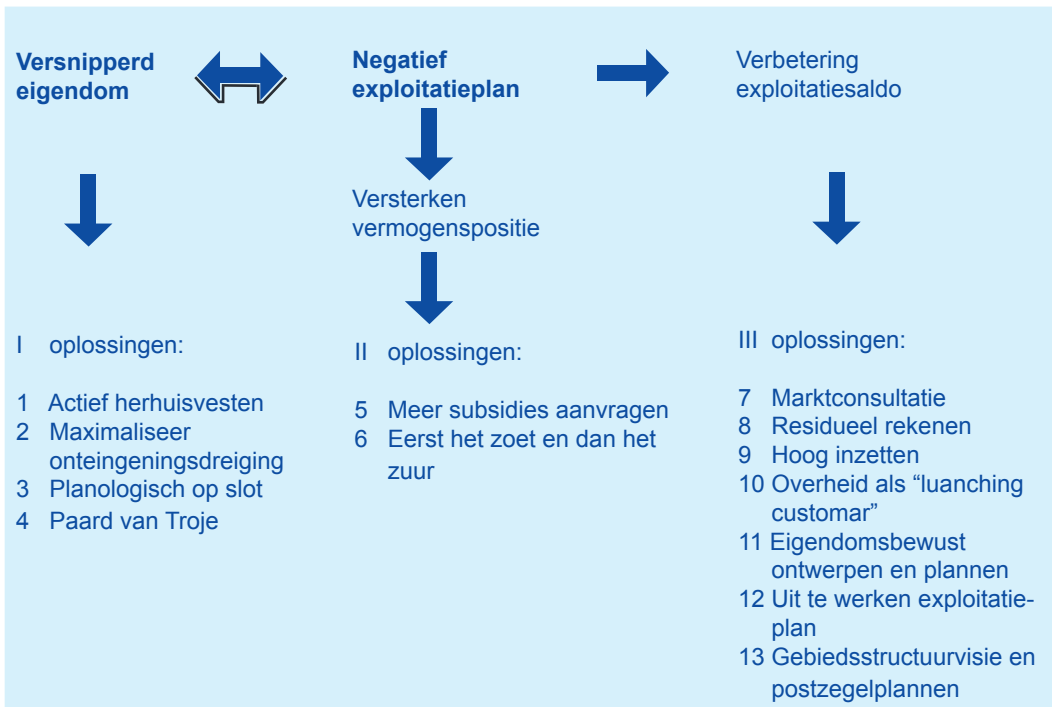 Versnipperd
eigendom
Negatief
exploitatieplan
Verbetering
exploitatiesaldo
Versterken
vermogenspositie
I oplossingen:
1 Actief herhuisvesten
2 Maximaliseer
onteingeningsdreiging
3 Planologisch op slot
4 Paard van Troje
II oplossingen:
5 Meer subsidies aanvragen
6 Eerst het zoet en dan het
zuur
III oplossingen:
7 Marktconsultatie
8 Residueel rekenen
9 Hoog inzetten
10 Overheid als “luanching
customar”
11 Eigendomsbewust
ontwerpen en plannen
12 Uit te werken exploitatie-
plan
13 Gebiedsstructuurvisie en
postzegelplannen